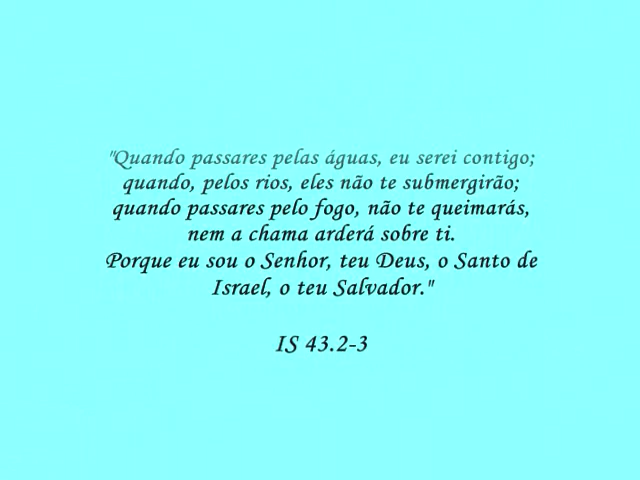 "Quando passares pelas águas, eu serei contigo;
quando, pelos rios, eles não te submergirão;
quando passares pelo fogo, não te queimarás,
nem a chama arderá sobre ti.
Porque eu sou o Senhor, teu Deus, o Santo de
Israel, o teu Salvador."
IS 43.2-3